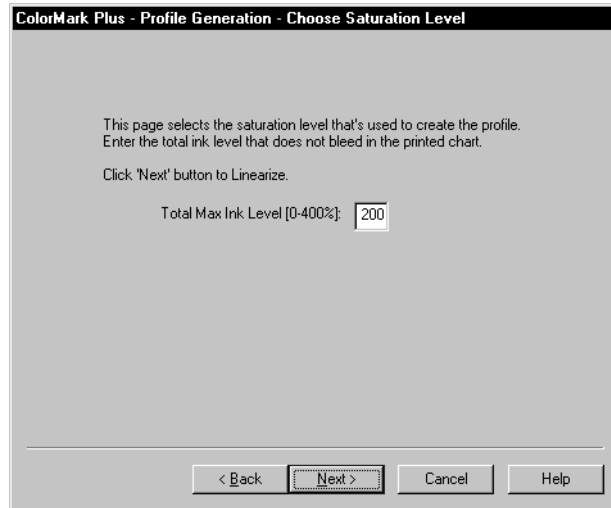 ColorMark Plus - Profile Generation - Choose Saturation Level
This page selects the saturation level that's used to create the profile.
Enter the total ink level that does not bleed in the printed chart.
Click 'Next' button to Linearize.
Total Max Ink Level [0-400%]: 200
< Back Next > Cancel Help